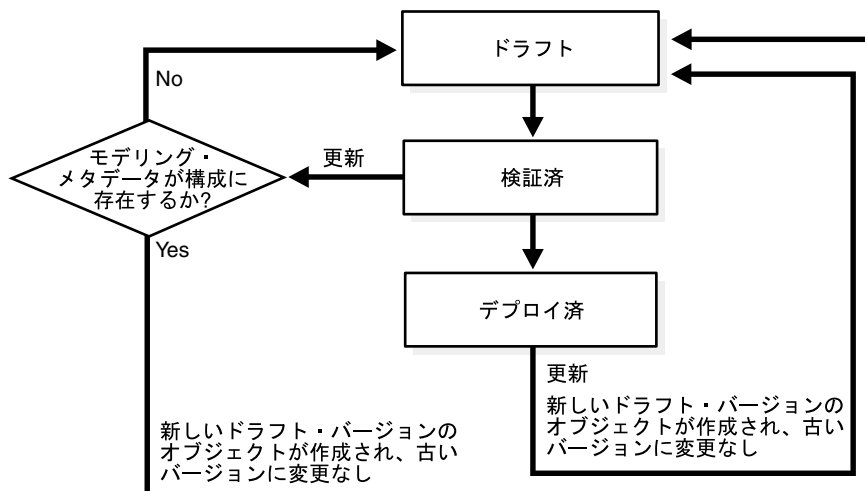 ドラフト
No
モデリング・
メタデータが構成に
存在するか?
更新
検証済
Yes
デプロイ済
更新
新しいドラフト・バージョンの
オブジェクトが作成され、古い
バージョンに変更なし
新しいドラフト・バージョンの
オブジェクトが作成され、古い
バージョンに変更なし